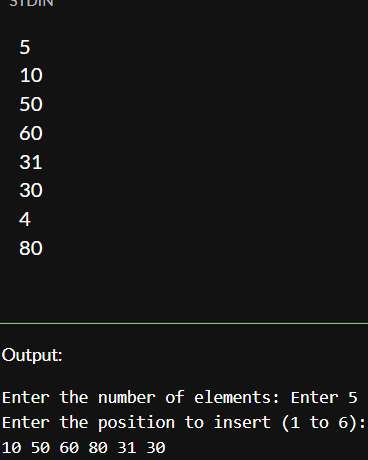 STDIN
5
10
50
60
31
30
4
80
Output:
Enter the number of elements: Enter 5
Enter the position to insert (1 to 6):
10 50 60 80 31 30